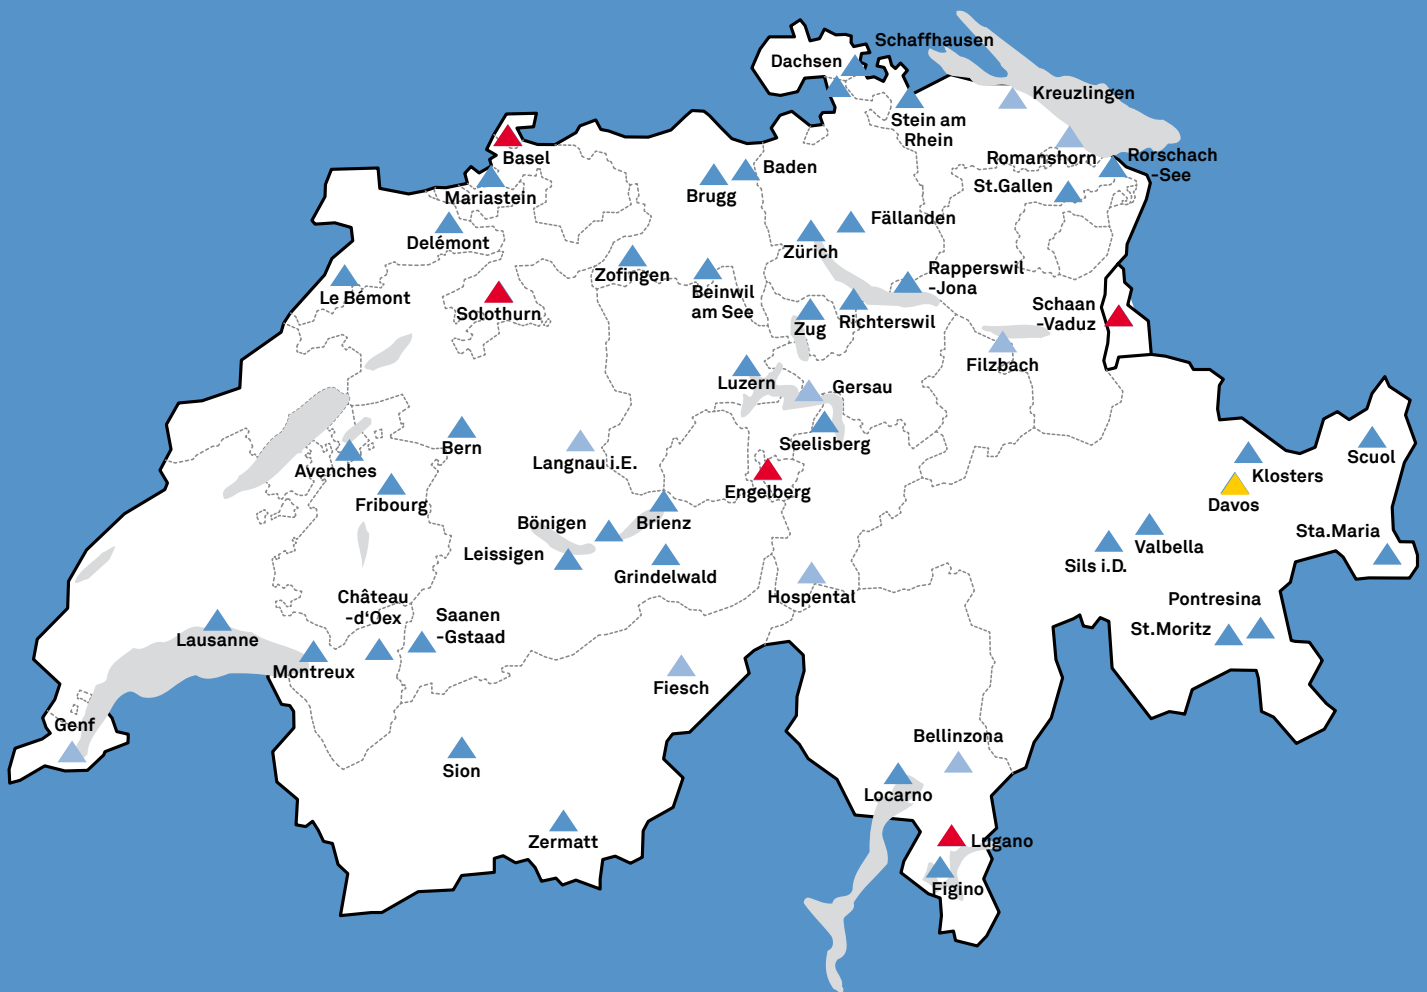 Schaffhausen
Dachsen
Kreuzlingen
Stein am
Rhein
Romanshorn
Rorschach
-See
Basel
Baden
St.Gallen
Brugg
Mariastein
Fällanden
Delémont
Zürich
Zofingen
Rapperswil
-Jona
Beinwil
am See
Le Bémont
Schaan
-Vaduz
Solothurn
Zug
Richterswil
Filzbach
Luzern
Gersau
Seelisberg
Bern
Langnau i.E.
Scuol
Avenches
Klosters
Engelberg
Fribourg
Davos
Bönigen
Brienz
Sta.Maria
Valbella
Leissigen
Sils i.D.
Grindelwald
Château
-d‘Oex
Hospental
Pontresina
Saanen
-Gstaad
St.Moritz
Lausanne
Montreux
Fiesch
Genf
Bellinzona
Sion
Locarno
Zermatt
Lugano
Figino